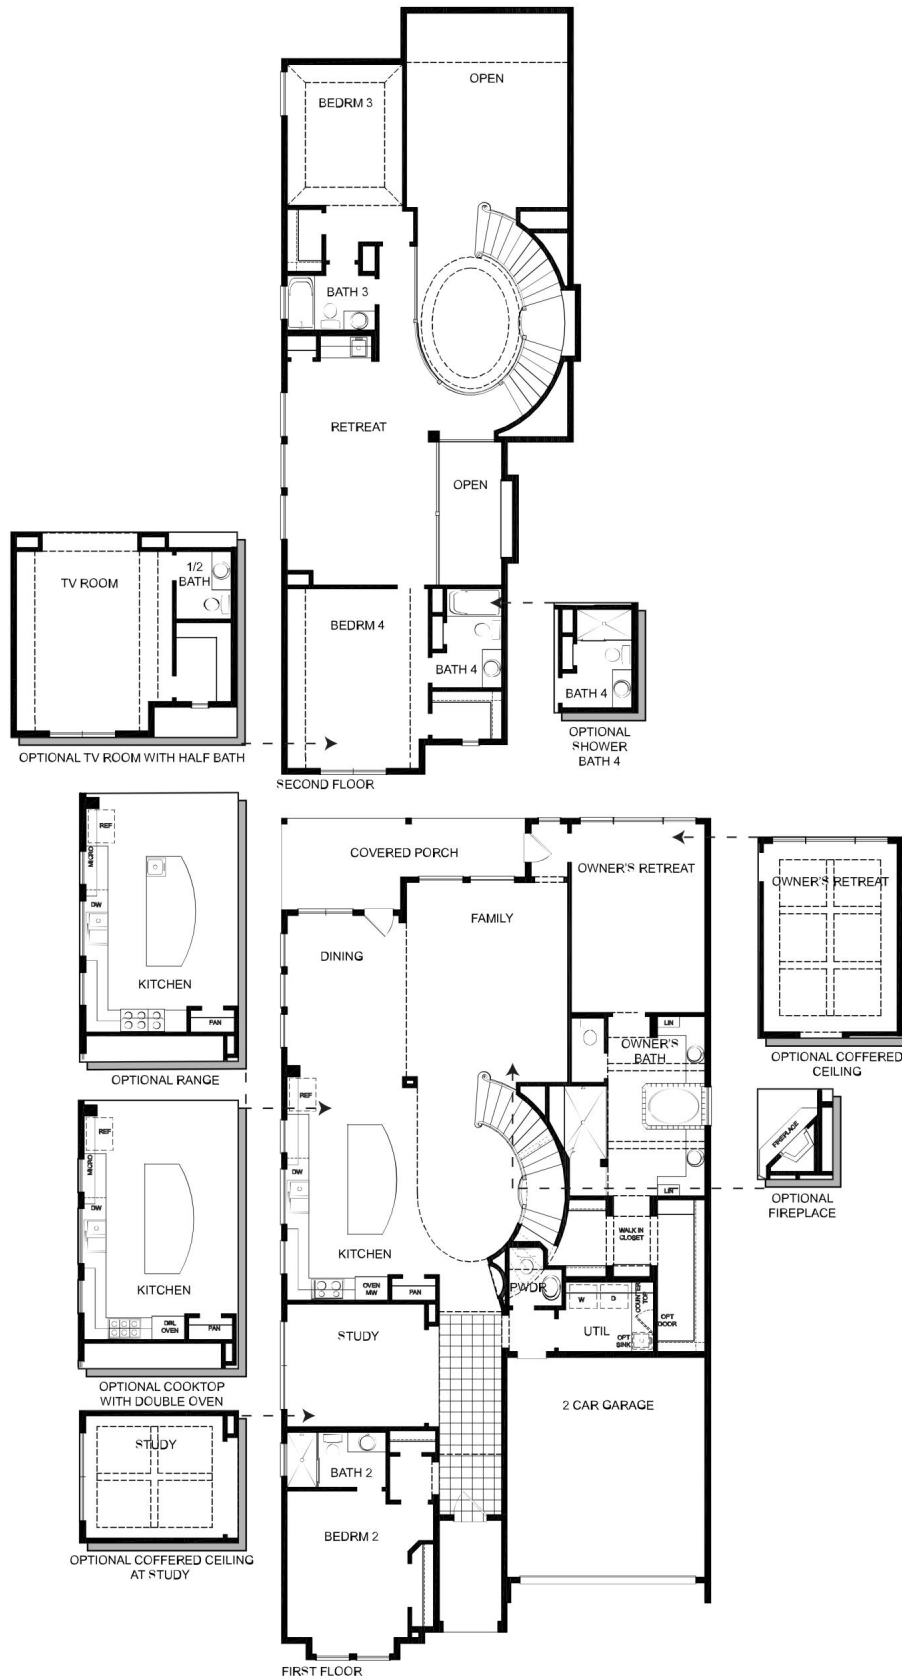 OPEN
BEDRM 3
BATH 3
RETREAT
OPEN
TV ROOM
1/2
BATH
BEDRM 4
BATH 4
BATH 4
OPTIONAL
SHOWER
BATH 4
OPTIONAL TV ROOM WITH HALF BATH
SECOND FLOOR
REF
MICRO
DW
KITCHEN
PAN
OPTIONAL RANGE
COVERED PORCH
OWNER'S RETREAT
FAMILY
DINING
OWNER'S RETREAT
OPTIONAL COFFERED
CEILING
LIN
OWNER'S
BATH
REF
DW
KITCHEN
OVEN
MW
PAN
LIN
WALK IN
CLOSET
FIREPLACE
OPTIONAL
FIREPLACE
REF
MICRO
DW
KITCHEN
DBL
OVEN
PAN
OPTIONAL COOKTOP
WITH DOUBLE OVEN
PWDR
W
D
COUNTER
TOP
UTIL
OPT
SINK
OPT
DOOR
STUDY
2 CAR GARAGE
STUDY
OPTIONAL COFFERED CEILING
AT STUDY
BATH 2
BEDRM 2
FIRST FLOOR